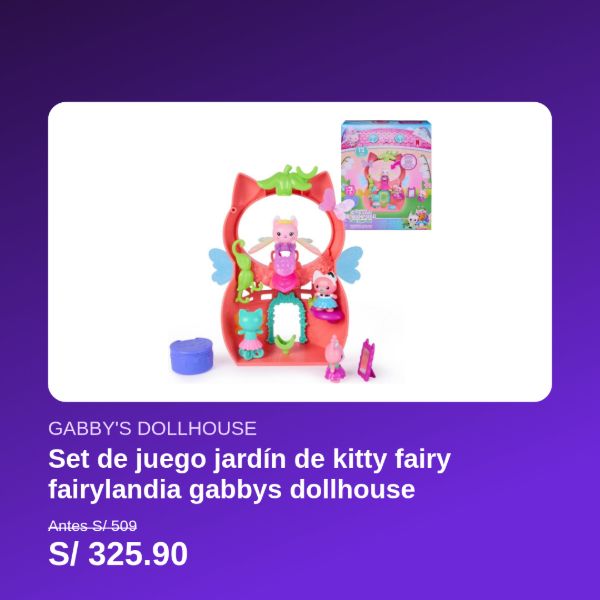 GABBY'S DOLLHOUSE
Set de juego jardín de kitty fairy
fairylandia gabbys dollhouse
Antes S/ 509
S/ 325.90